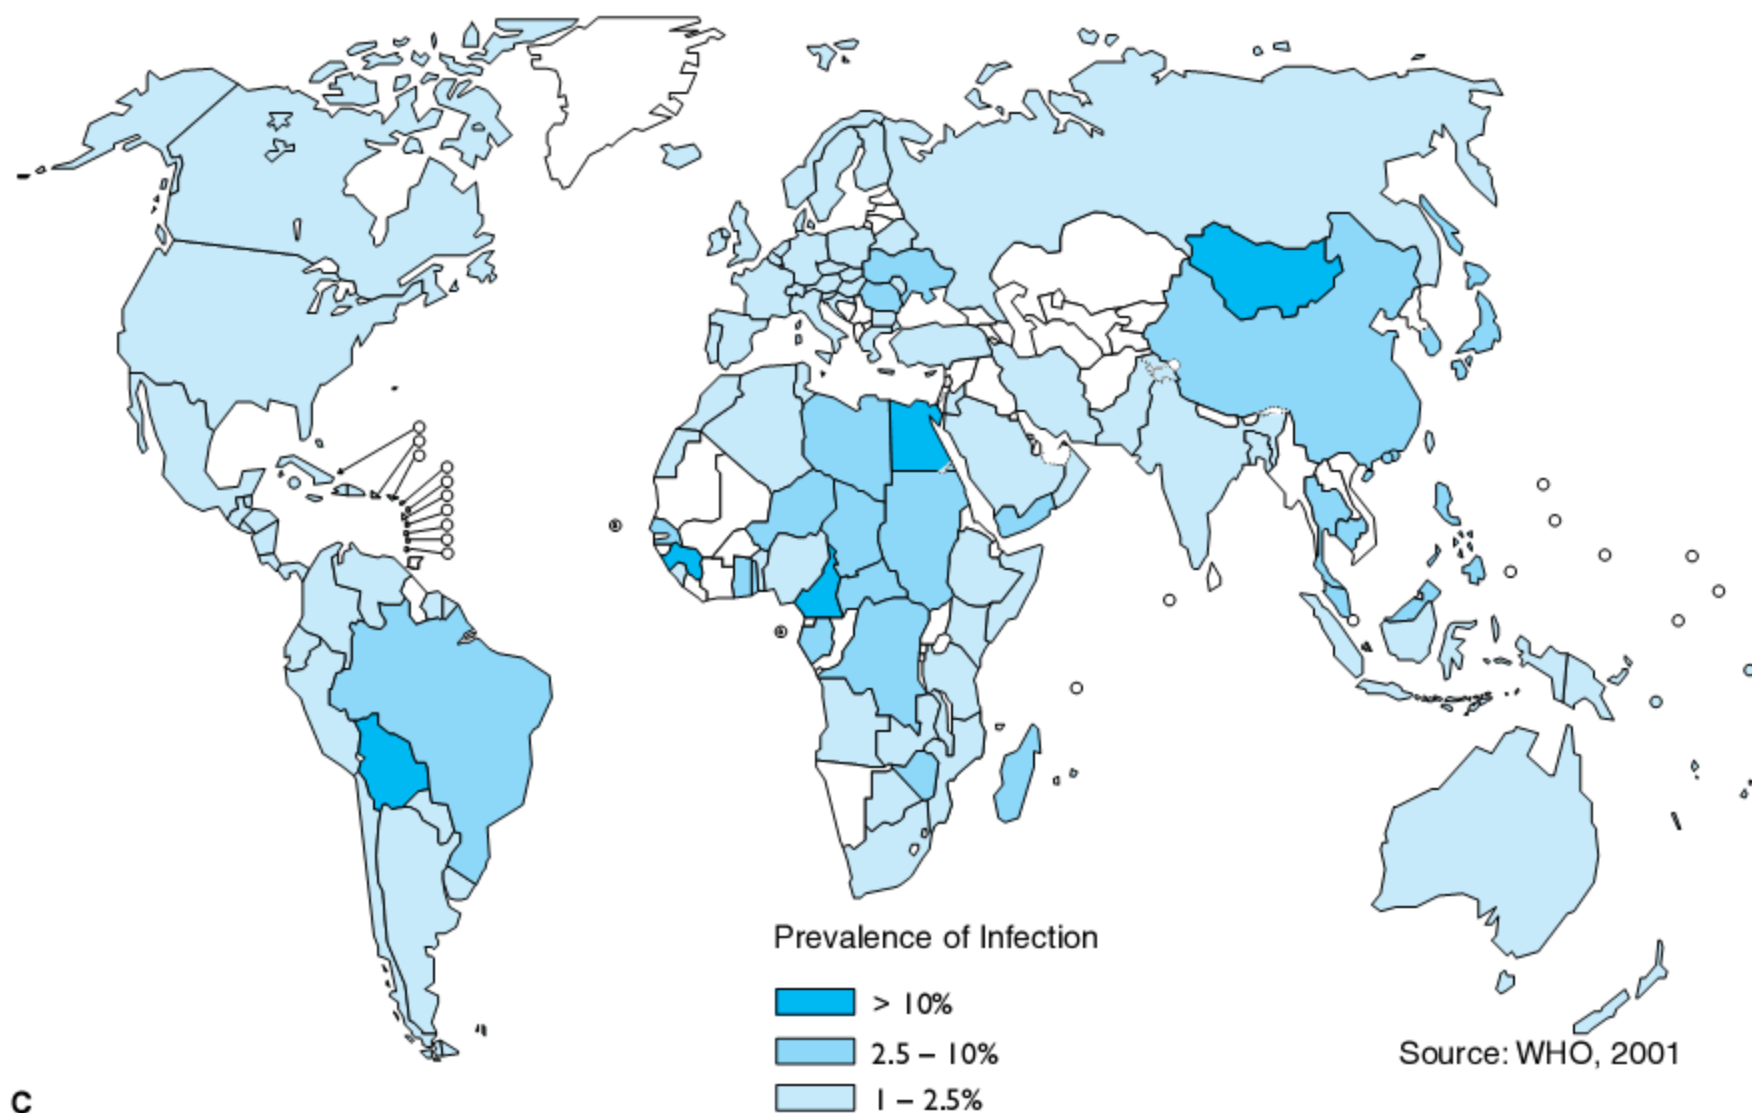 Prevalence of Infection
> 10%
2.5 – 10%
1 – 2.5%
Source: WHO, 2001
C